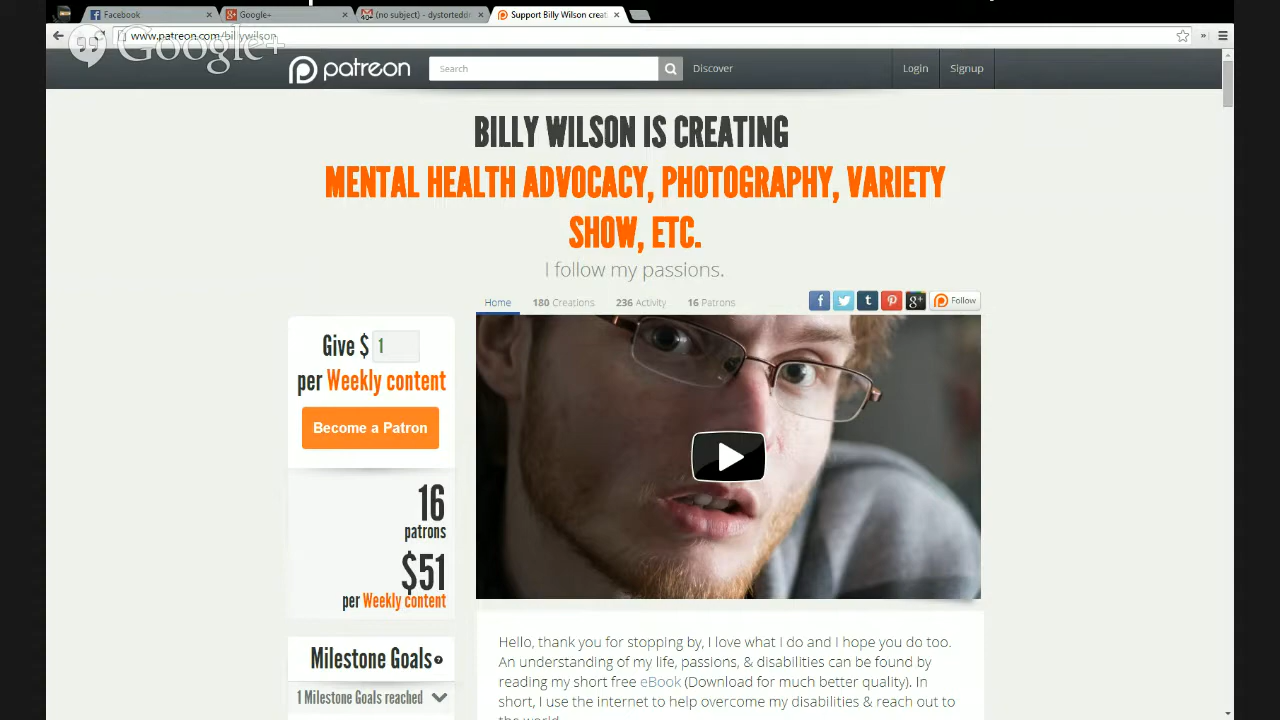 Facebook
Google+
(no subject) - dystorteddi
Support Billy Wilson creati
www.patreon.com/billywilson
Google+
patreon
Search
Discover
Login
Signup
BILLY WILSON IS CREATING
MENTAL HEALTH ADVOCACY, PHOTOGRAPHY, VARIETY
SHOW, ETC.
I follow my passions.
Home
180 Creations
236 Activity
16 Patrons
Follow
Give $ 1
per Weekly content
Become a Patron
16
patrons
$51
per Weekly content
Milestone Goals
1 Milestone Goals reached
Hello, thank you for stopping by, I love what I do and I hope you do too.
An understanding of my life, passions, & disabilities can be found by
reading my short free eBook (Download for much better quality). In
short, I use the internet to help overcome my disabilities & reach out to
the world